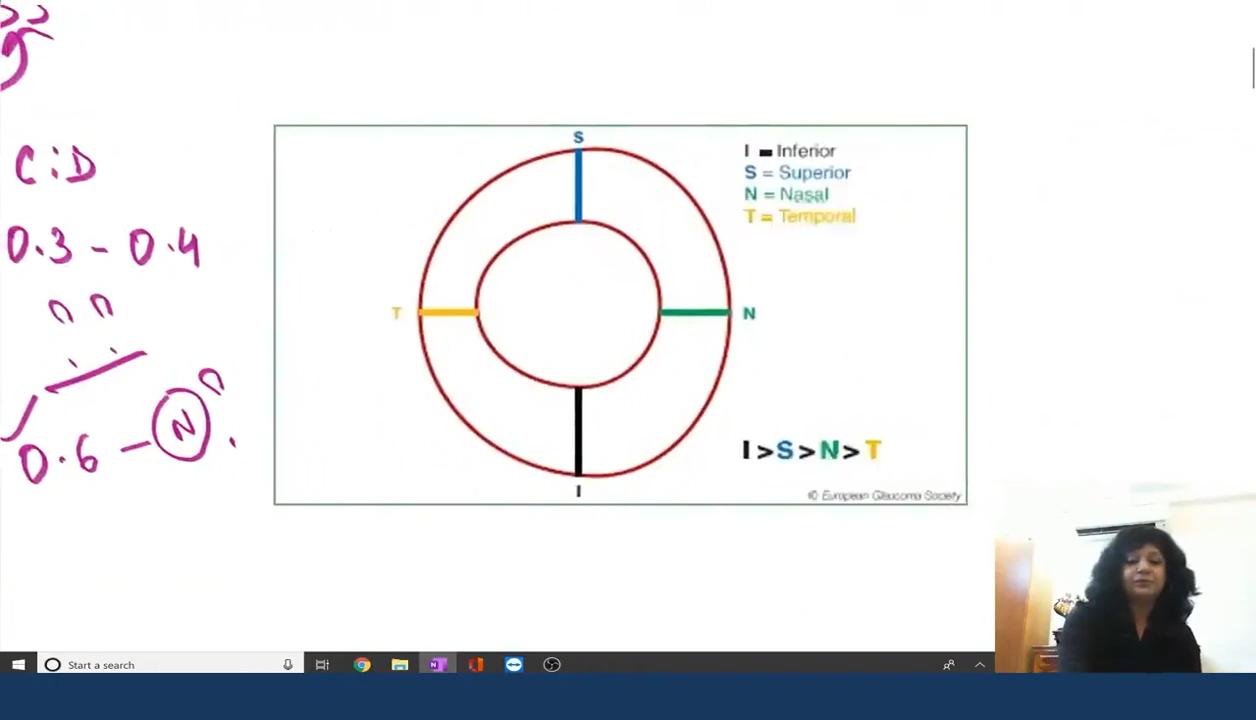 C:D
0.3 - 0.4
0.6 - N
S
I = Inferior
S = Superior
N = Nasal
T = Temporal
T
N
I > S > N > T
I
© European Glaucoma Society
Start a search